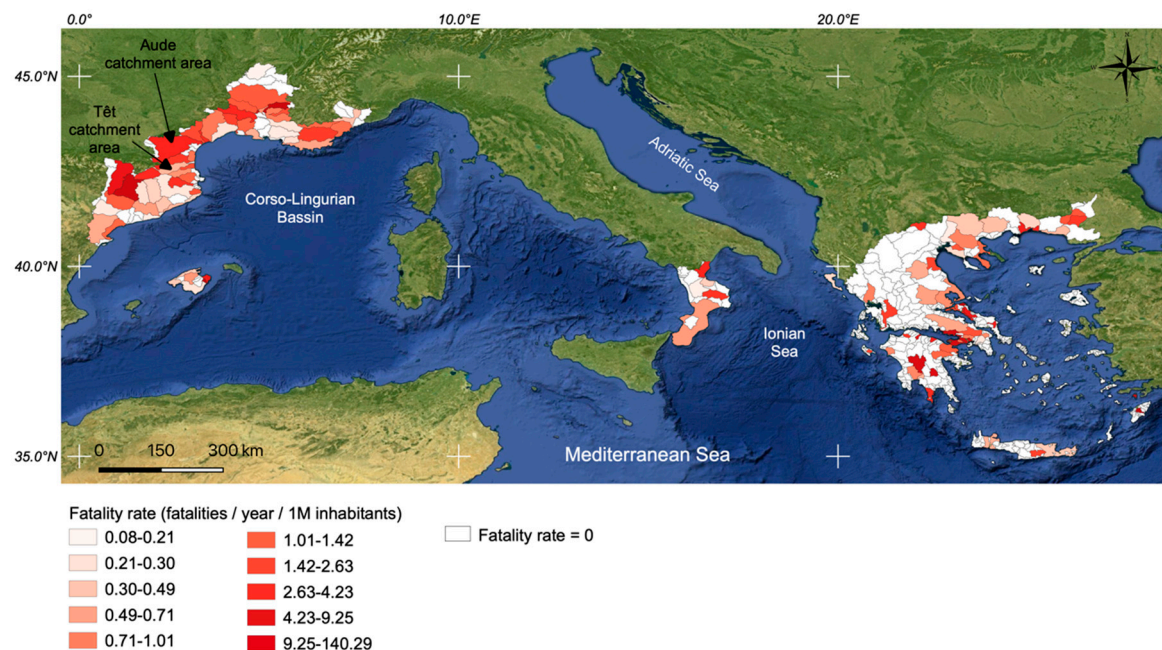 0.0°
10.0°E
20.0°E
45.0°N
40.0°N
35.0°N
Aude
catchment area
Têt
catchment
area
Corso-Lingurian
Bassin
Adriatic Sea
Ionian
Sea
Mediterranean Sea
0 150 300 km
Fatality rate (fatalities / year / 1M inhabitants)
0.08-0.21
0.21-0.30
0.30-0.49
0.49-0.71
0.71-1.01
1.01-1.42
1.42-2.63
2.63-4.23
4.23-9.25
9.25-140.29
Fatality rate = 0